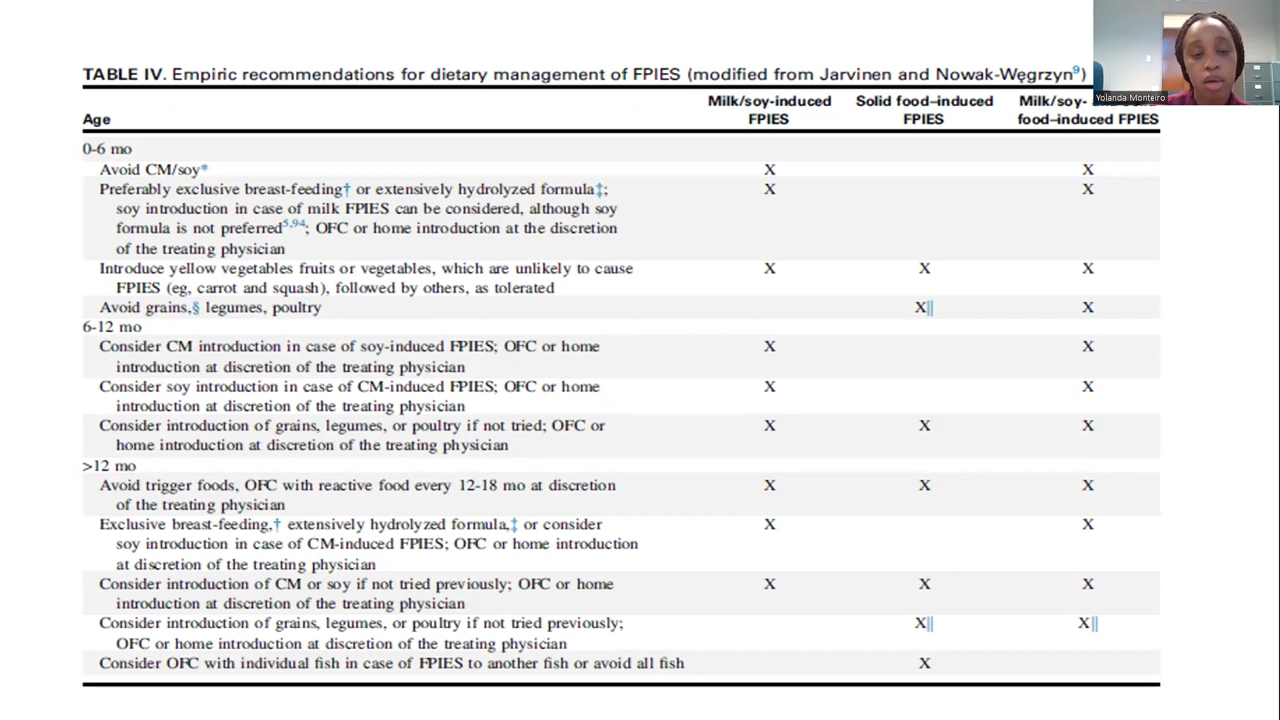 Yolanda Monteiro
TABLE IV. Empiric recommendations for dietary management of FPIES (modified from Jarvinen and Nowak-Węgrzyn9)
Age
Milk/soy-induced
FPIES
Solid food–induced
FPIES
Milk/soy-
food–induced FPIES
0-6 mo
Avoid CM/soy* X X
Preferably exclusive breast-feeding† or extensively hydrolyzed formula‡; X X
soy introduction in case of milk FPIES can be considered, although soy
formula is not preferred5,94; OFC or home introduction at the discretion
of the treating physician
Introduce yellow vegetables fruits or vegetables, which are unlikely to cause X X X
FPIES (eg, carrot and squash), followed by others, as tolerated
Avoid grains,§ legumes, poultry X|| X
6-12 mo
Consider CM introduction in case of soy-induced FPIES; OFC or home X X
introduction at discretion of the treating physician
Consider soy introduction in case of CM-induced FPIES; OFC or home X X
introduction at discretion of the treating physician
Consider introduction of grains, legumes, or poultry if not tried; OFC or X X X
home introduction at discretion of the treating physician
>12 mo
Avoid trigger foods, OFC with reactive food every 12-18 mo at discretion X X X
of the treating physician
Exclusive breast-feeding,† extensively hydrolyzed formula,‡ or consider X X
soy introduction in case of CM-induced FPIES; OFC or home introduction
at discretion of the treating physician
Consider introduction of CM or soy if not tried previously; OFC or home X X X
introduction at discretion of the treating physician
Consider introduction of grains, legumes, or poultry if not tried previously; X|| X||
OFC or home introduction at discretion of the treating physician
Consider OFC with individual fish in case of FPIES to another fish or avoid all fish X